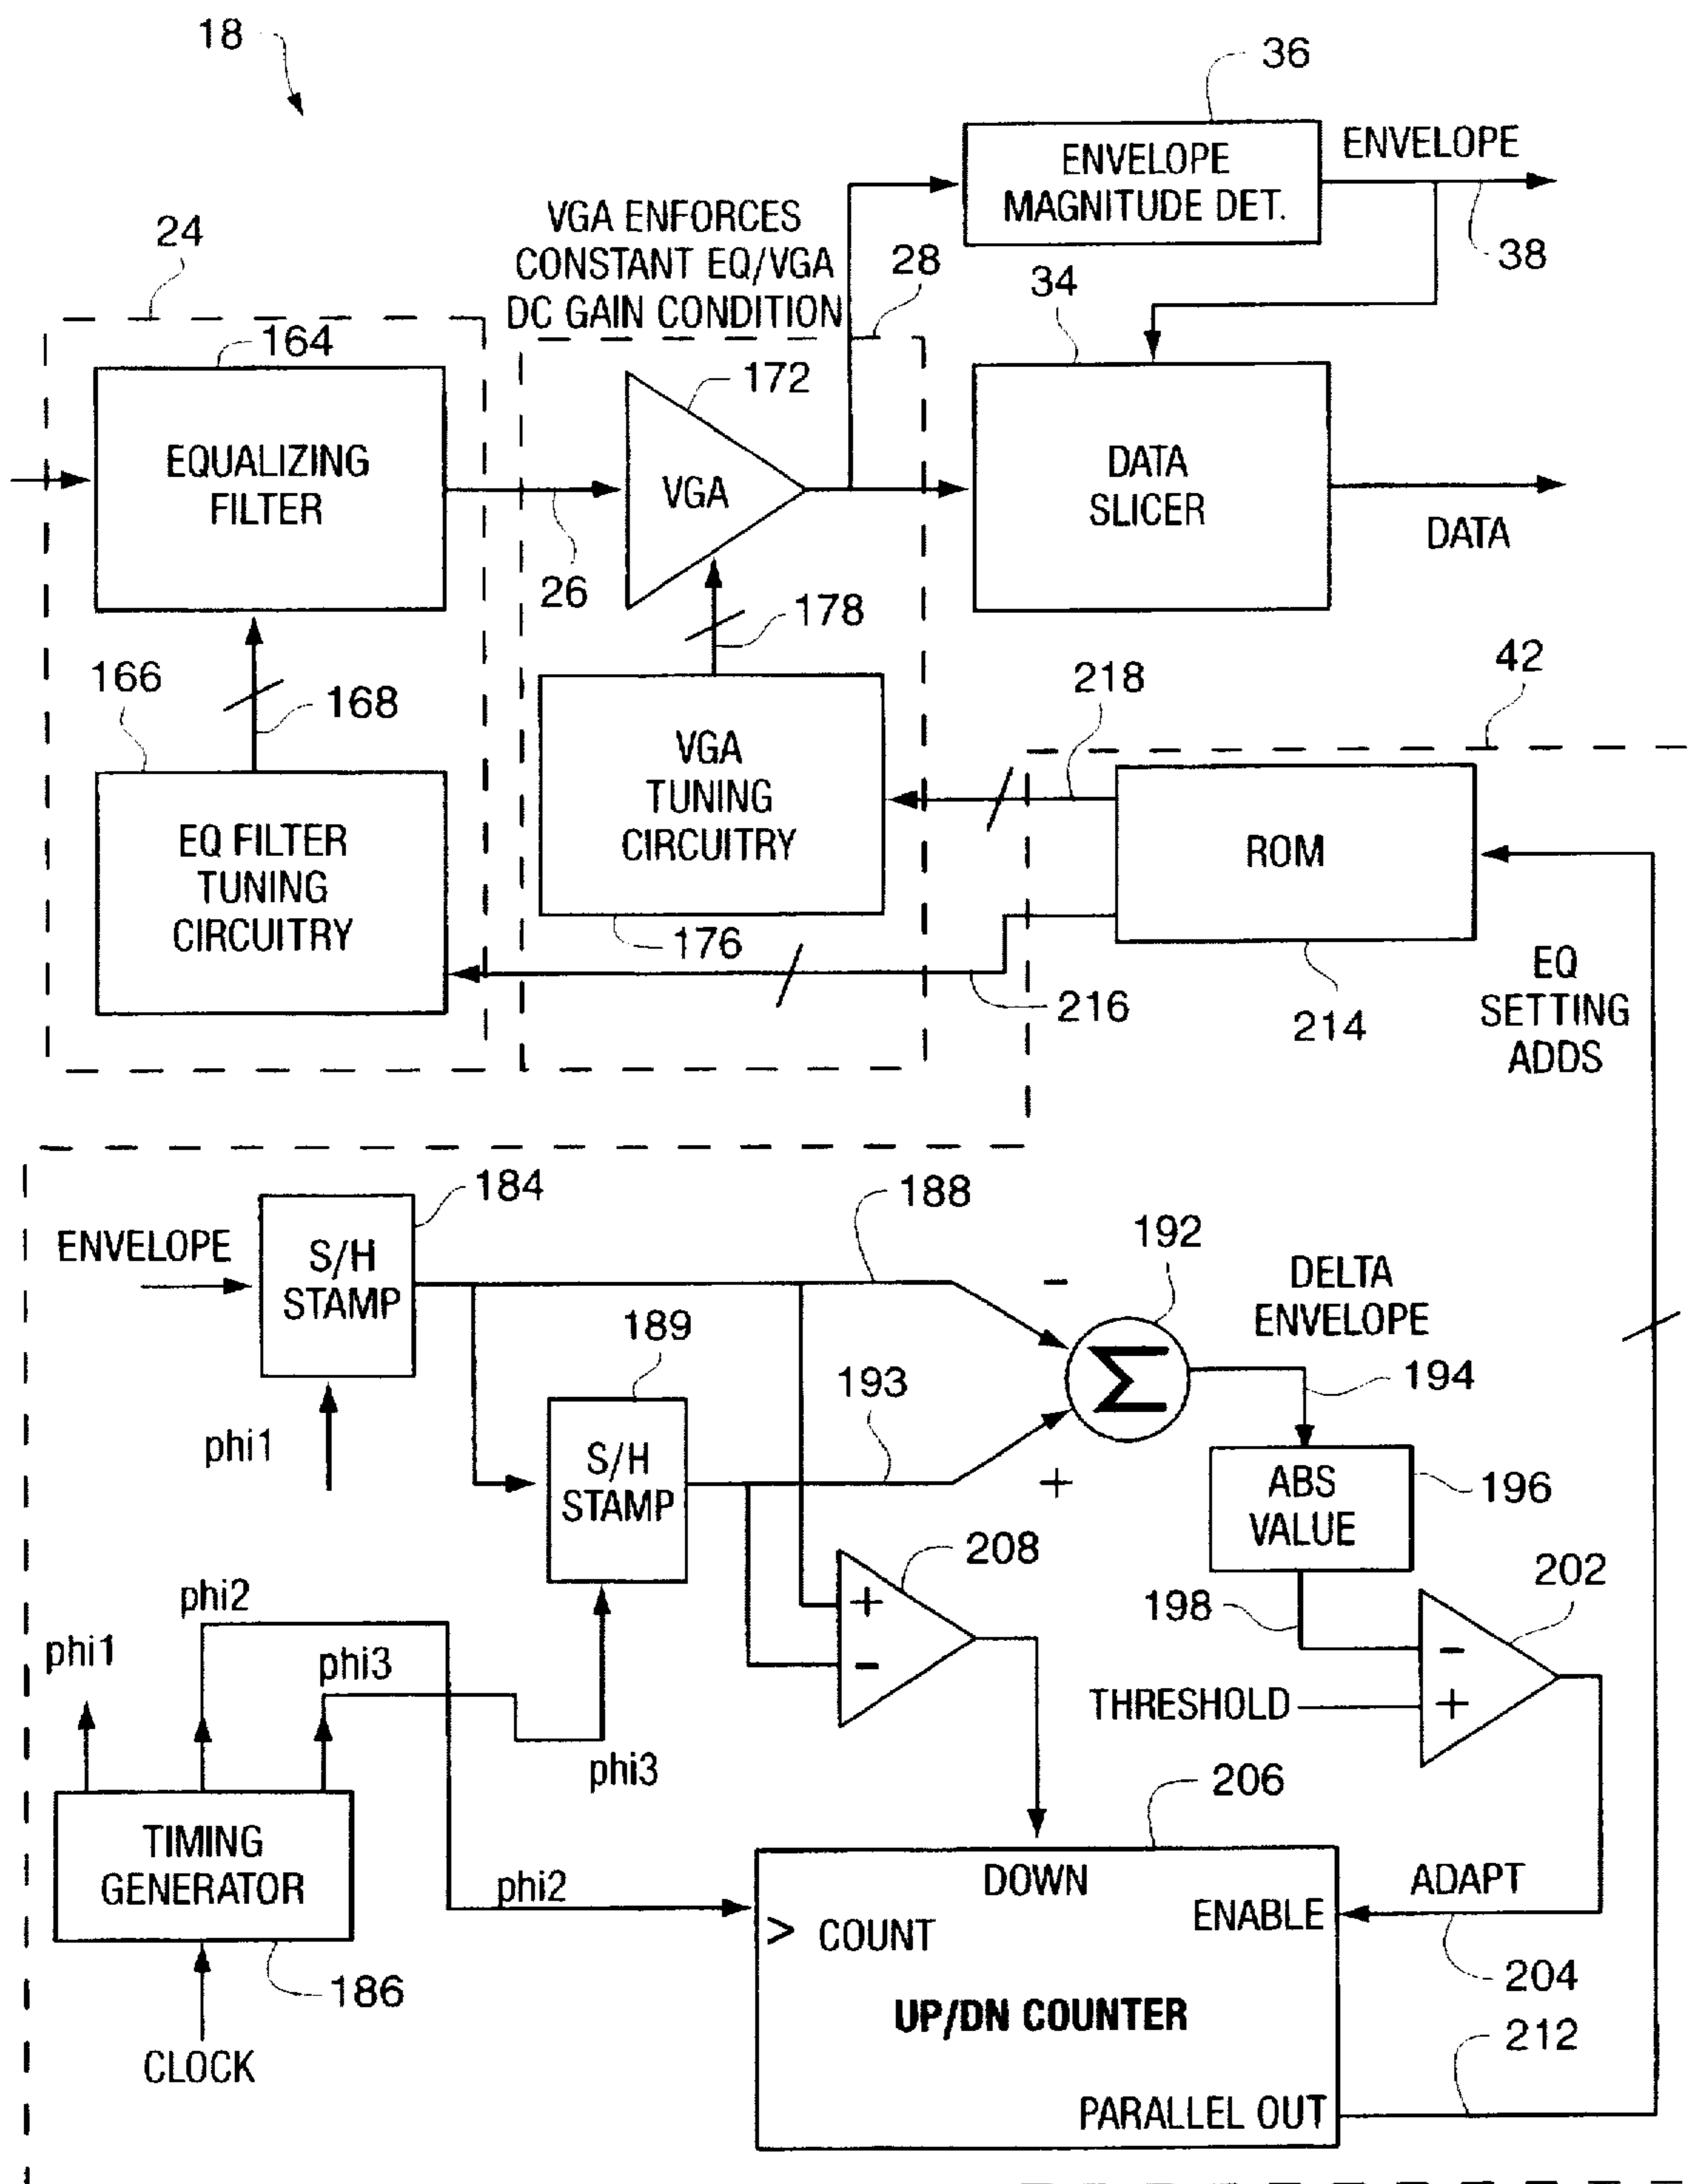 18
36
ENVELOPE
MAGNITUDE DET.
ENVELOPE
38
24
VGA ENFORCES
CONSTANT EQ/VGA
DC GAIN CONDITION
28
34
164
EQUALIZING
FILTER
26
172
VGA
DATA
SLICER
DATA
178
166
168
EQ FILTER
TUNING
CIRCUITRY
VGA
TUNING
CIRCUITRY
176
218
42
ROM
216
214
EQ
SETTING
ADDS
ENVELOPE
184
S/H
STAMP
phi1
188
189
S/H
STAMP
193
-
192
Σ
+
DELTA
ENVELOPE
194
ABS
VALUE
196
198
202
-
+
THRESHOLD
208
+
-
phi1
phi2
phi3
phi3
TIMING
GENERATOR
186
CLOCK
phi2
206
DOWN
> COUNT
ENABLE
ADAPT
204
UP/DN COUNTER
212
PARALLEL OUT